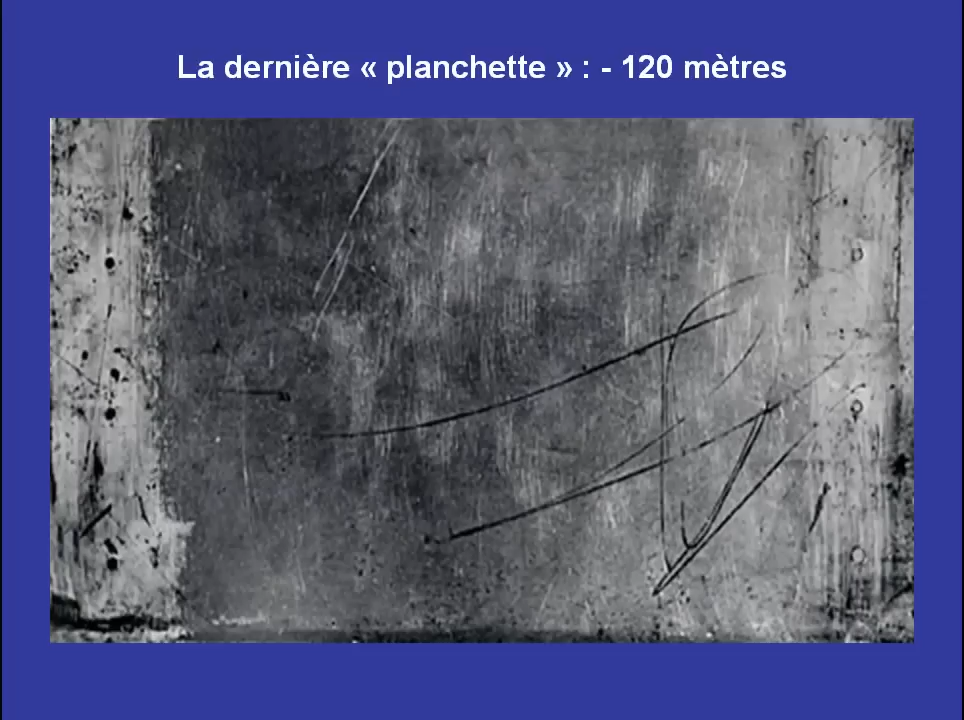 La dernière « planchette » : - 120 mètres